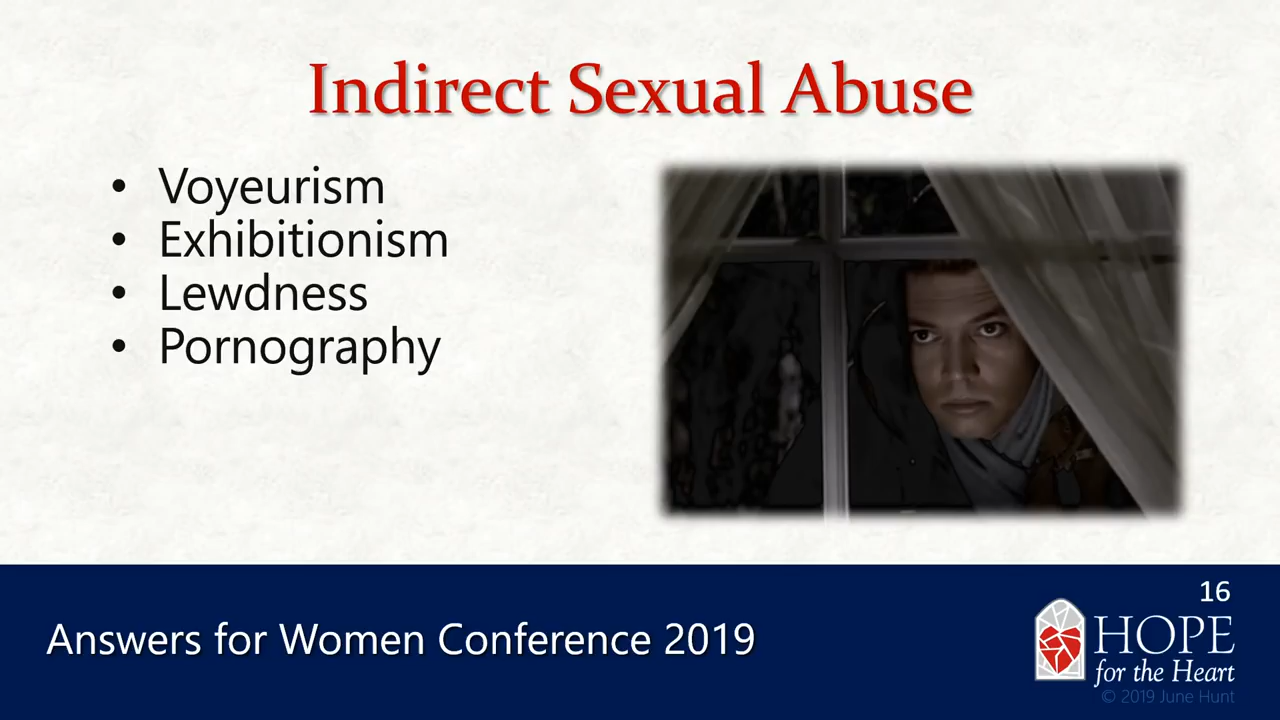 Indirect Sexual Abuse
• Voyeurism
• Exhibitionism
• Lewdness
• Pornography
16
Answers for Women Conference 2019
HOPE
for the Heart
© 2019 June Hunt